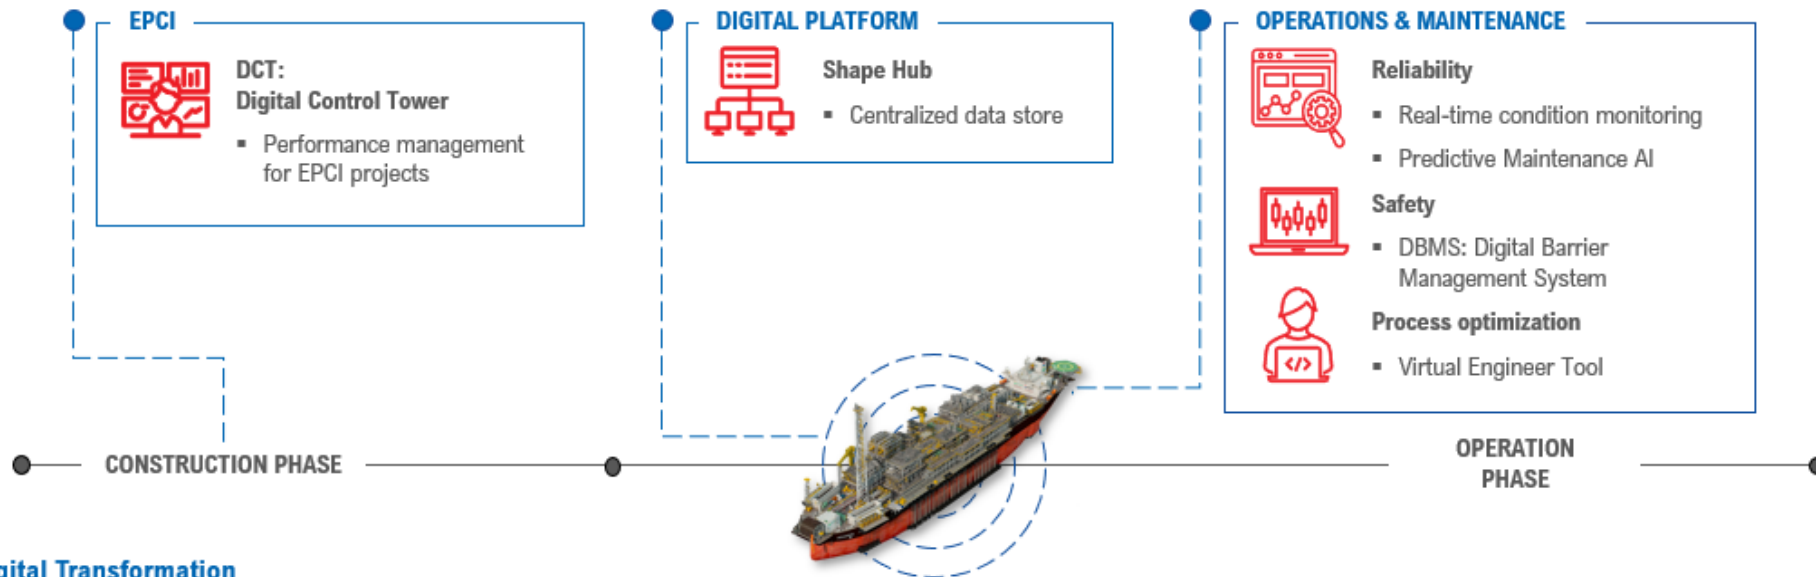 EPCI
DCT:
Digital Control Tower
▪ Performance management
for EPCI projects
DIGITAL PLATFORM
Shape Hub
▪ Centralized data store
OPERATIONS & MAINTENANCE
Reliability
▪ Real-time condition monitoring
▪ Predictive Maintenance AI
Safety
▪ DBMS: Digital Barrier
Management System
Process optimization
▪ Virtual Engineer Tool
</>
CONSTRUCTION PHASE
OPERATION
PHASE
gital Transformation